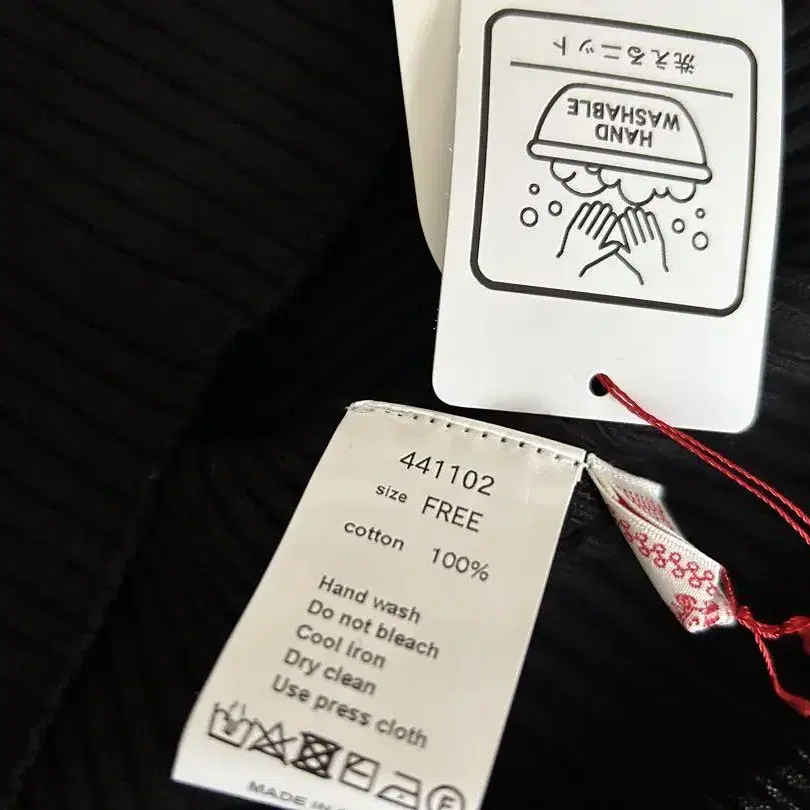 洗えるニット
HAND
WASHABLE
441102
size FREE
cotton 100%
Hand wash
Do not bleach
Cool iron
Dry clean
Use press cloth
F
MADE IN